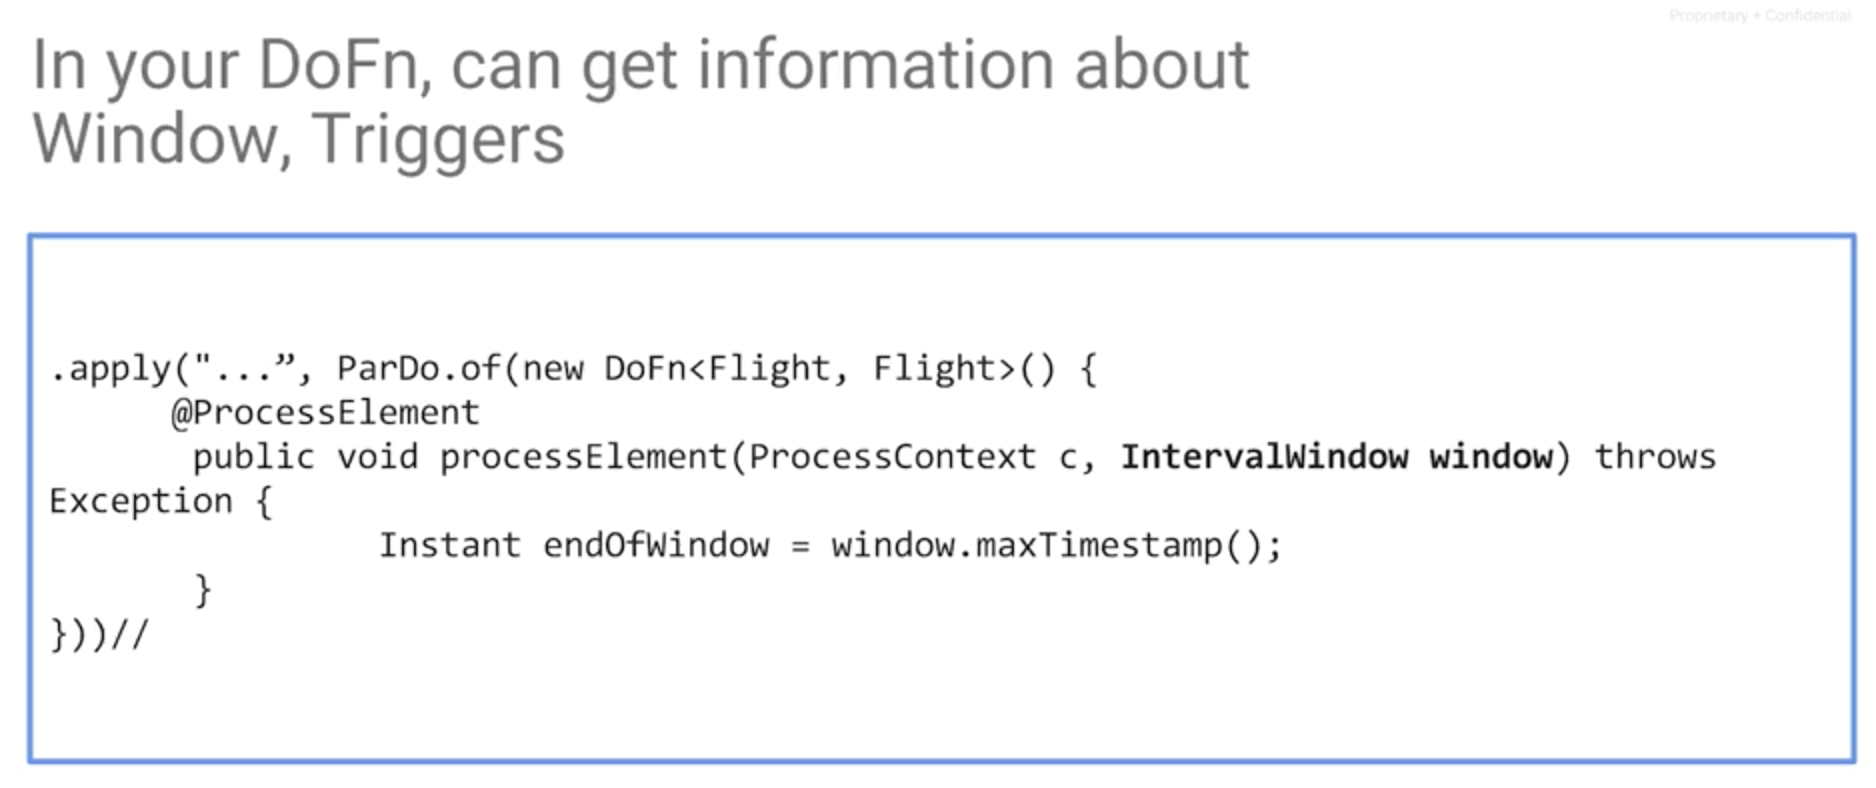 Proprietary + Confidential
In your DoFn, can get information about
Window, Triggers
.apply("...”, ParDo.of(new DoFn<Flight, Flight>() {
@ProcessElement
public void processElement(ProcessContext c, IntervalWindow window) throws
Exception {
Instant endOfWindow = window.maxTimestamp();
}
}))//